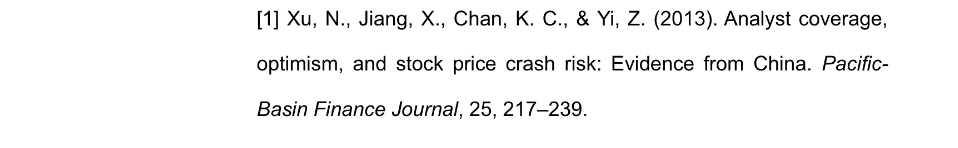 [1] Xu, N., Jiang, X., Chan, K. C., & Yi, Z. (2013). Analyst coverage,
optimism, and stock price crash risk: Evidence from China. Pacific-
Basin Finance Journal, 25, 217–239.